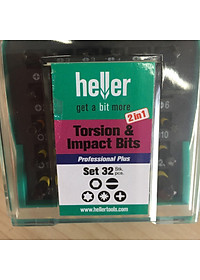 heller
get a bit more
2 in 1
Torsion &
Impact Bits
Professional Plus
Set 32 Stk.
pcs.
www.hellertools.com